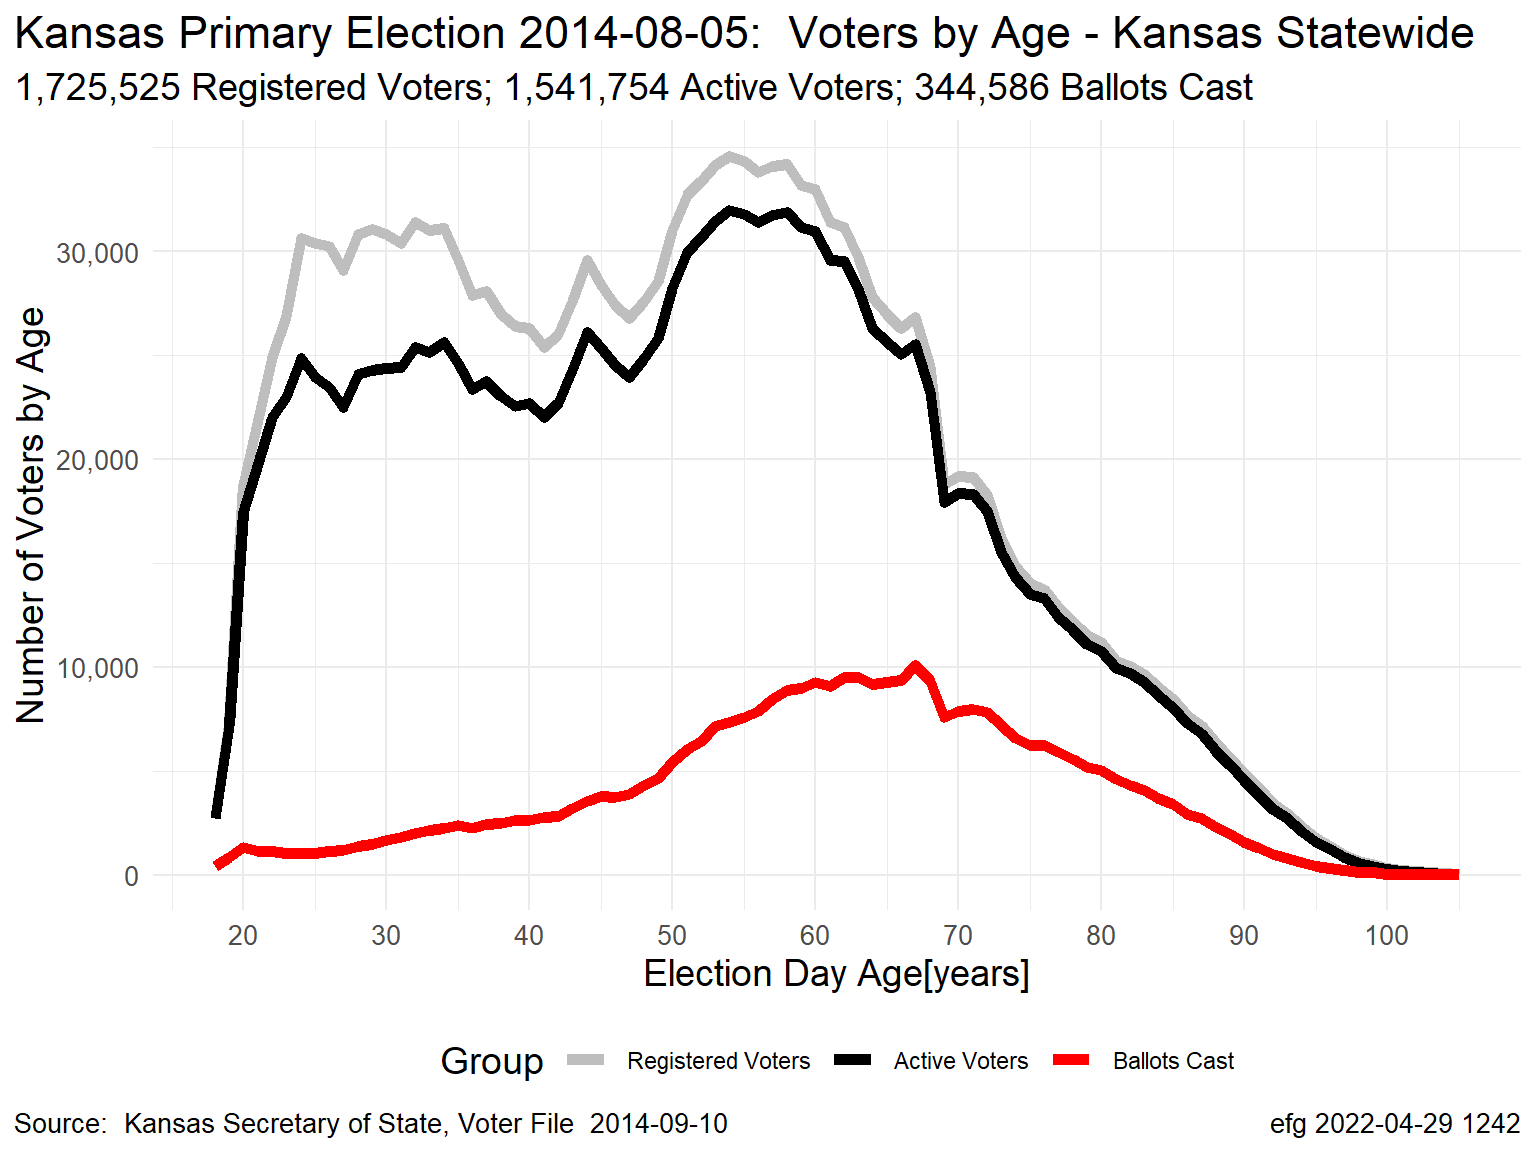 Kansas Primary Election 2014-08-05:  Voters by Age - Kansas Statewide
1,725,525 Registered Voters; 1,541,754 Active Voters; 344,586 Ballots Cast
Number of Voters by Age
30,000
20,000
10,000
0
20 30 40 50 60 70 80 90 100
Election Day Age[years]
Group Registered Voters Active Voters Ballots Cast
Source:  Kansas Secretary of State, Voter File  2014-09-10
efg 2022-04-29 1242